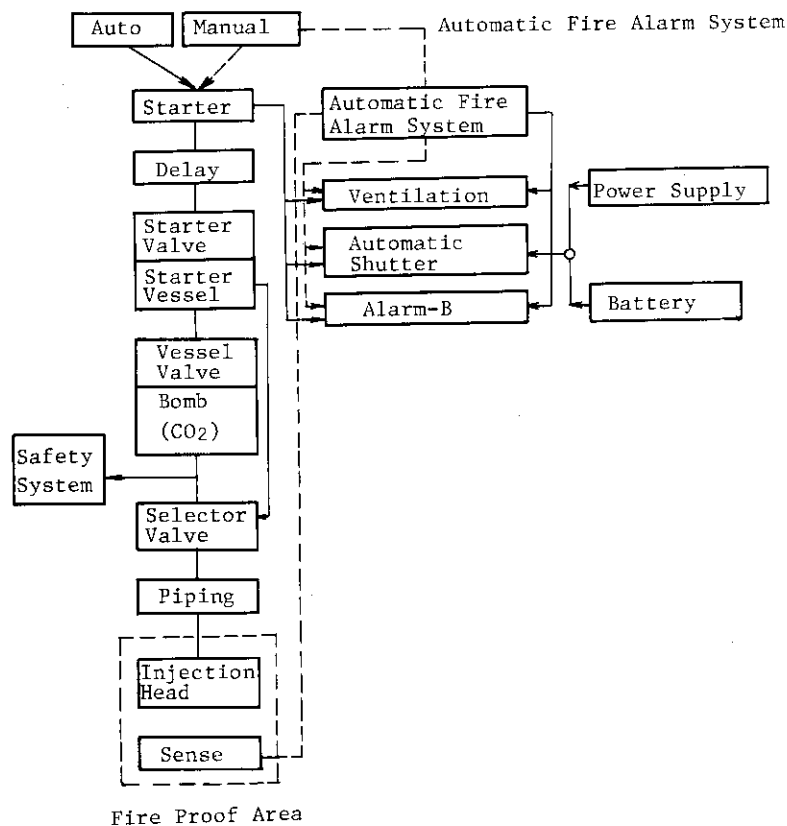 Automatic Fire Alarm System
Auto
Manual
Starter
Automatic Fire
Alarm System
Delay
Ventilation
Power Supply
Starter
Valve
Automatic
Shutter
Starter
Vessel
Alarm-B
Battery
Vessel
Valve
Bomb
(CO2)
Safety
System
Selector
Valve
Piping
Injection
Head
Sense
Fire Proof Area